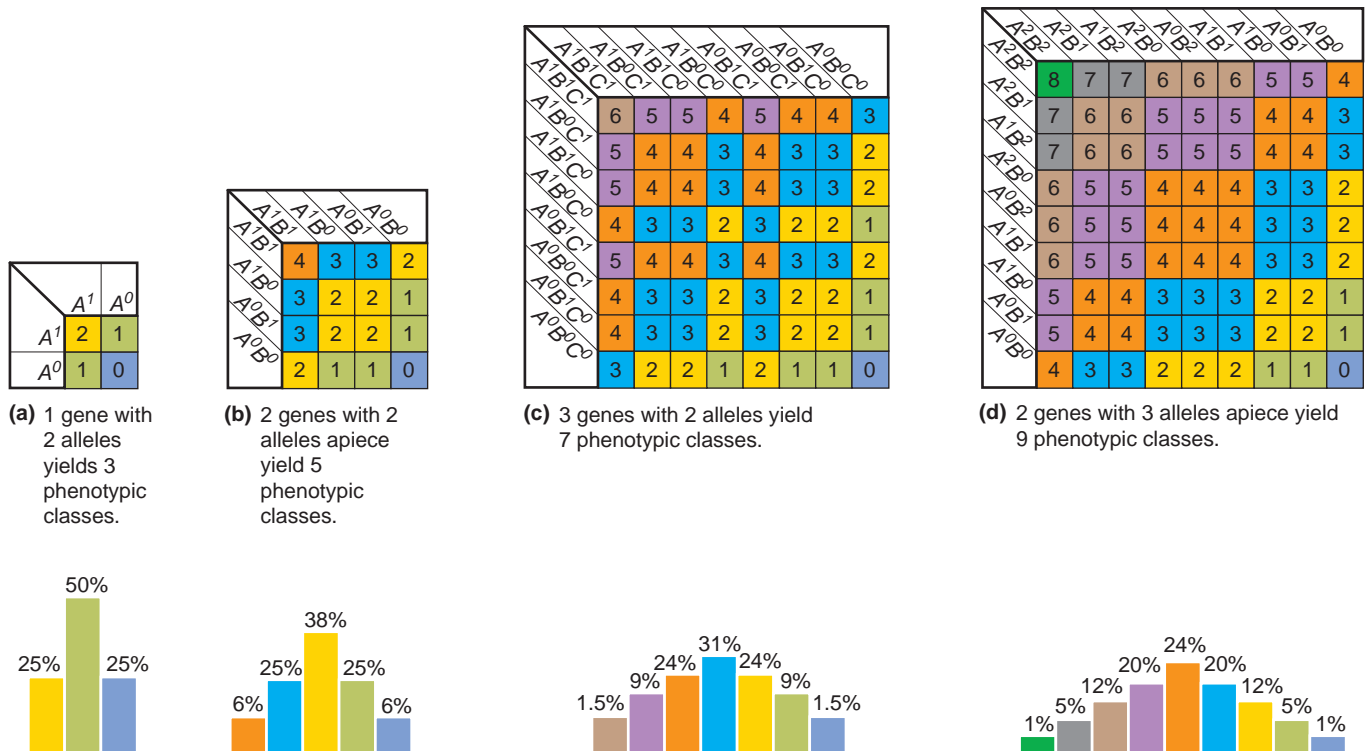 A¹ A⁰
A¹ 2 1
A⁰ 1 0
(a) 1 gene with
2 alleles
yields 3
phenotypic
classes.
A¹B¹ A¹B⁰ A⁰B¹ A⁰B⁰
A¹B¹ 4 3 3 2
A¹B⁰ 3 2 2 1
A⁰B¹ 3 2 2 1
A⁰B⁰ 2 1 1 0
(b) 2 genes with 2
alleles apiece
yield 5
phenotypic
classes.
A¹B¹C¹ A¹B⁰C¹ A¹B¹C⁰ A¹B⁰C⁰ A⁰B¹C¹ A⁰B⁰C¹ A⁰B¹C⁰ A⁰B⁰C⁰
A¹B¹C¹ 6 5 5 4 5 4 4 3
A¹B⁰C¹ 5 4 4 3 4 3 3 2
A¹B¹C⁰ 5 4 4 3 4 3 3 2
A¹B⁰C⁰ 4 3 3 2 3 2 2 1
A⁰B¹C¹ 5 4 4 3 4 3 3 2
A⁰B⁰C¹ 4 3 3 2 3 2 2 1
A⁰B¹C⁰ 4 3 3 2 3 2 2 1
A⁰B⁰C⁰ 3 2 2 1 2 1 1 0
(c) 3 genes with 2 alleles yield
7 phenotypic classes.
A²B² A²B¹ A¹B² A²B⁰ A⁰B² A¹B¹ A¹B⁰ A⁰B¹ A⁰B⁰
A²B² 8 7 7 6 6 6 5 5 4
A²B¹ 7 6 6 5 5 5 4 4 3
A¹B² 7 6 6 5 5 5 4 4 3
A²B⁰ 6 5 5 4 4 4 3 3 2
A⁰B² 6 5 5 4 4 4 3 3 2
A¹B¹ 6 5 5 4 4 4 3 3 2
A¹B⁰ 5 4 4 3 3 3 2 2 1
A⁰B¹ 5 4 4 3 3 3 2 2 1
A⁰B⁰ 4 3 3 2 2 2 1 1 0
(d) 2 genes with 3 alleles apiece yield
9 phenotypic classes.
25% 50% 25%
6% 25% 38% 25% 6%
1.5% 9% 24% 31% 24% 9% 1.5%
1% 5% 12% 20% 24% 20% 12% 5% 1%